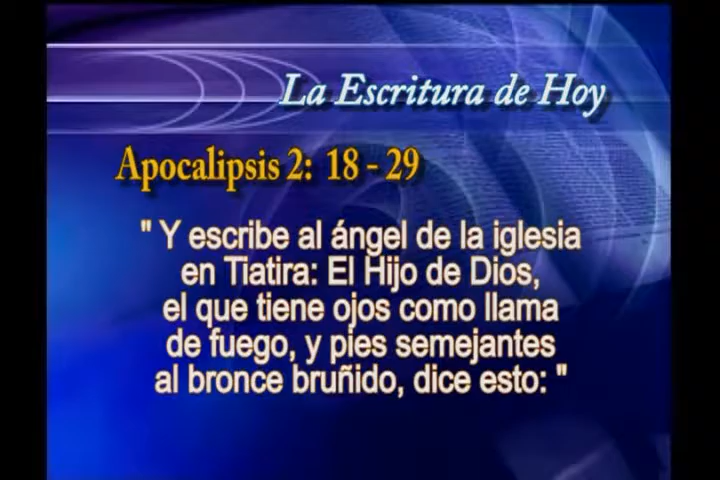 La Escritura de Hoy
Apocalipsis 2: 18 - 29
" Y escribe al ángel de la iglesia
en Tiatira: El Hijo de Dios,
el que tiene ojos como llama
de fuego, y pies semejantes
al bronce bruñido, dice esto: "